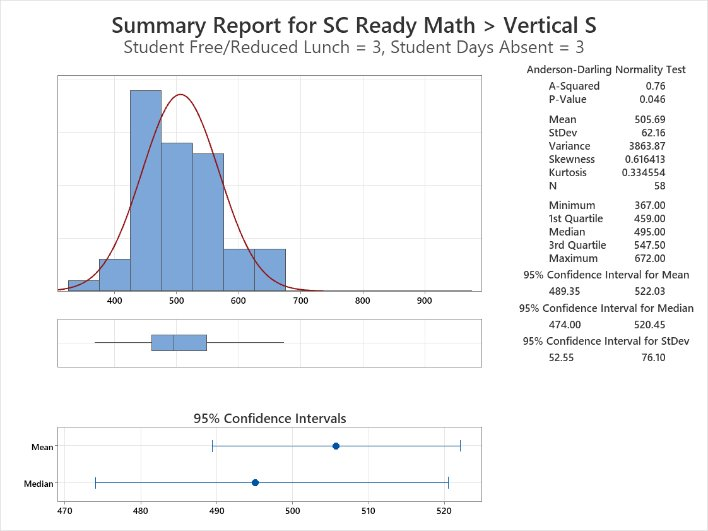 Summary Report for SC Ready Math > Vertical S
Student Free/Reduced Lunch = 3, Student Days Absent = 3
Anderson-Darling Normality Test
A-Squared 0.76
P-Value 0.046
Mean 505.69
StDev 62.16
Variance 3863.87
Skewness 0.616413
Kurtosis 0.334554
N 58
Minimum 367.00
1st Quartile 459.00
Median 495.00
3rd Quartile 547.50
Maximum 672.00
95% Confidence Interval for Mean
489.35 522.03
95% Confidence Interval for Median
474.00 520.45
95% Confidence Interval for StDev
52.55 76.10
400 500 600 700 800 900
95% Confidence Intervals
Mean
Median
470 480 490 500 510 520